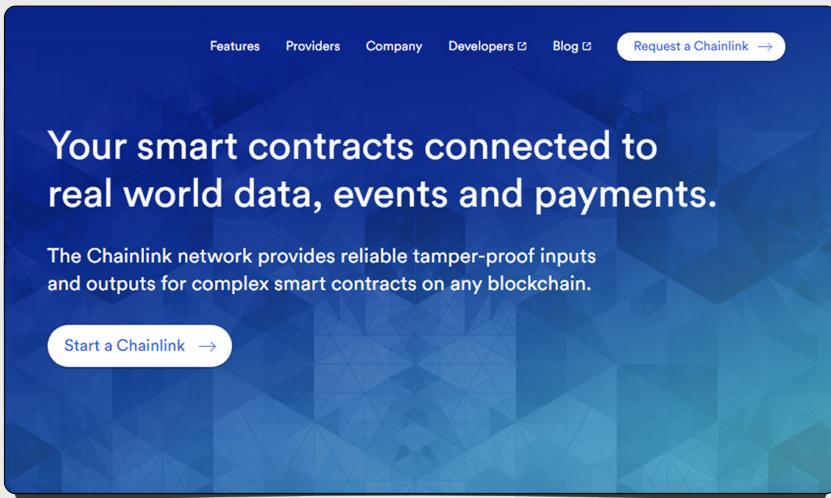 Features Providers Company Developers Blog Request a Chainlink →
Your smart contracts connected to
real world data, events and payments.
The Chainlink network provides reliable tamper-proof inputs
and outputs for complex smart contracts on any blockchain.
Start a Chainlink →